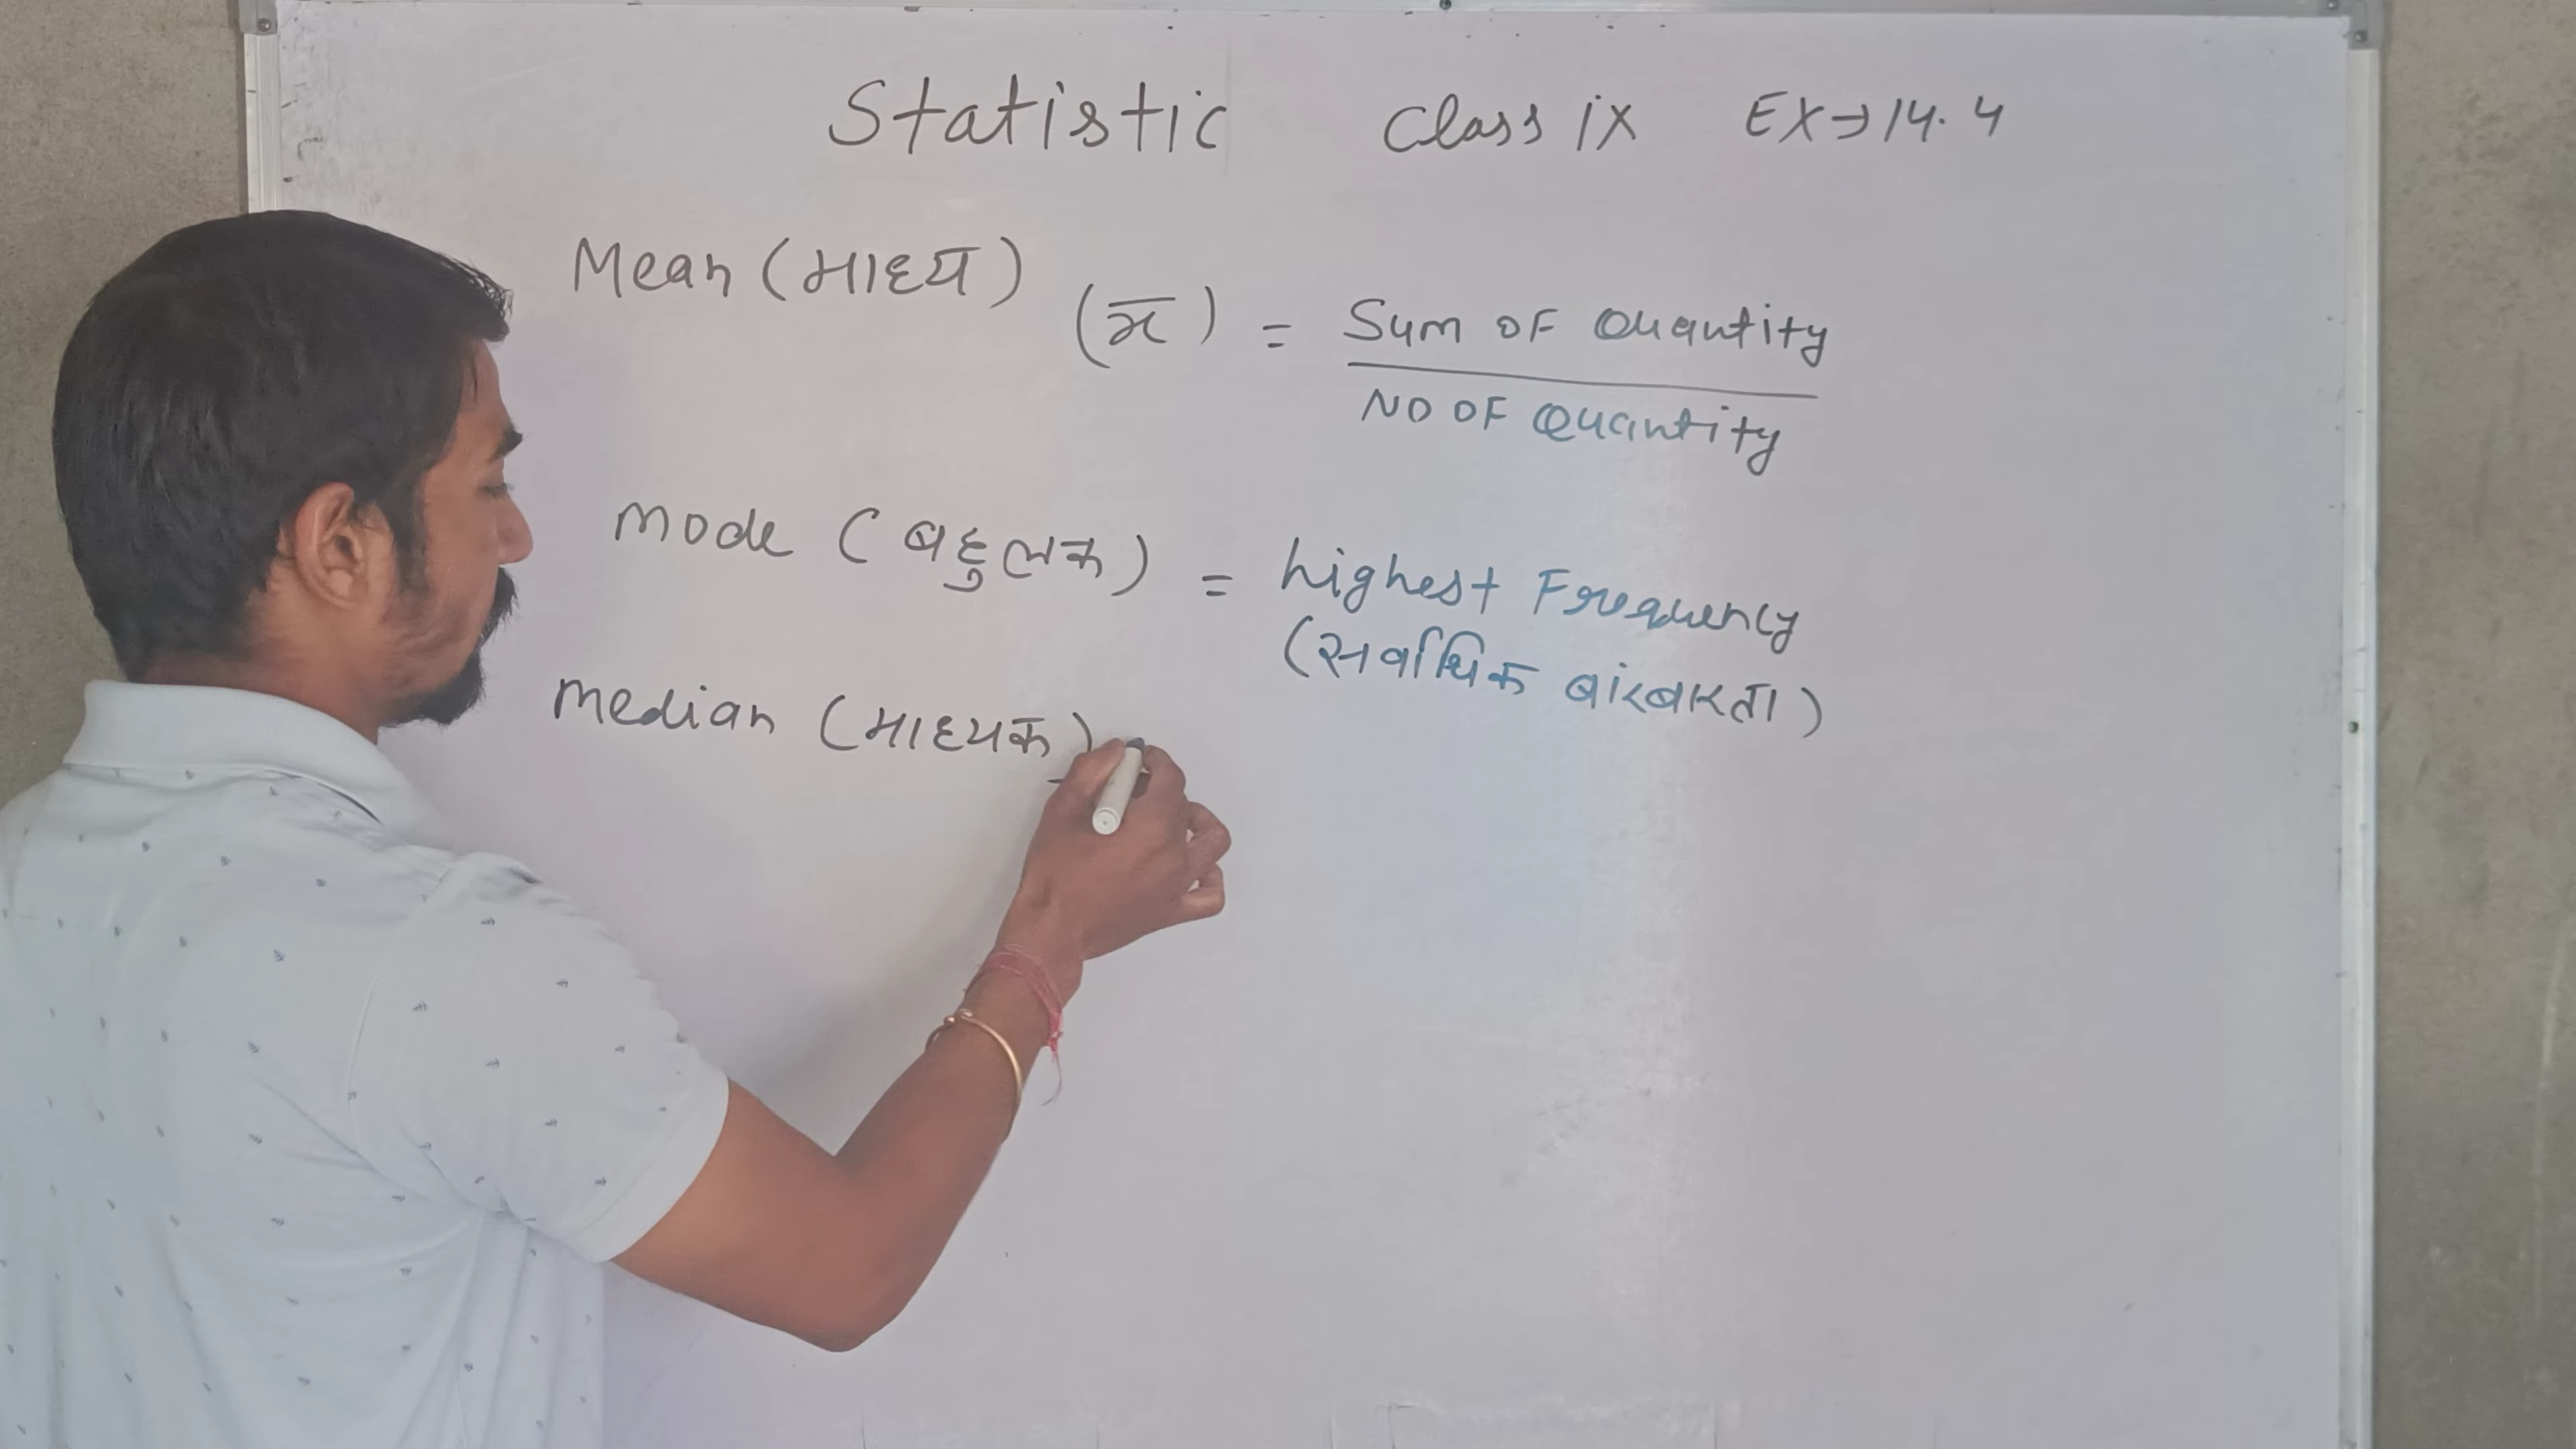 Statistic Class ix EX→14.4
Mean (माध्य)
(x̄) = Sum OF Quantity
NO OF Quantity
Mode (बहुलक) = highest Frequency
(सर्वाधिक बांरबारता)
Median (माध्यक)